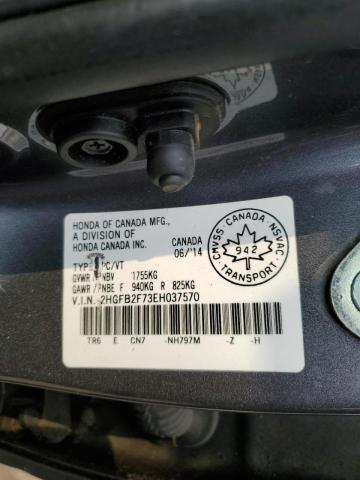 HONDA OF CANADA MFG.,
A DIVISION OF
HONDA CANADA INC.
CANADA
06/'14
TYPE : PC/VT
GVWR /PNBV 1755KG
GAWR /PNBE F 940KG R 825KG
V.I.N.: 2HGFB2F73EH037570
TR6 E CN7 -NH797M -Z -H
CMVSS - CANADA - NSVAC
942
TRANSPORT